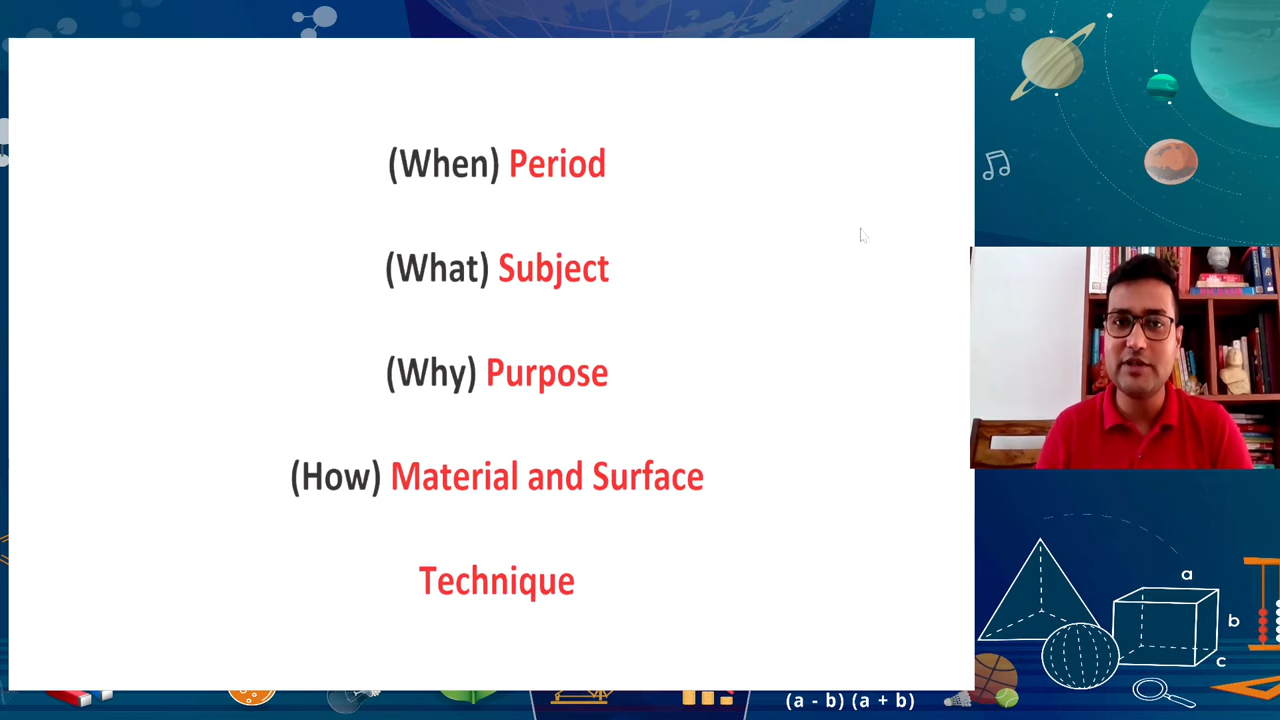 (When) Period
(What) Subject
(Why) Purpose
(How) Material and Surface
Technique
a
b
c
(a - b) (a + b)